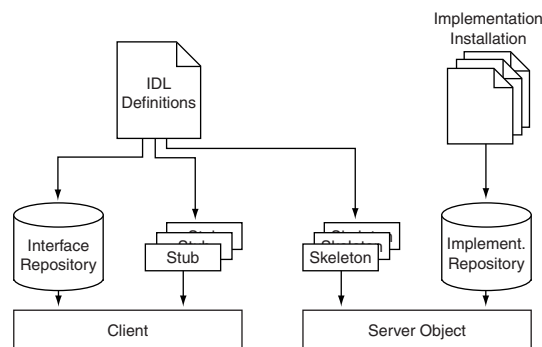 Implementation
Installation
IDL
Definitions
Interface
Repository
Stub
Skeleton
Implement.
Repository
Client
Server Object